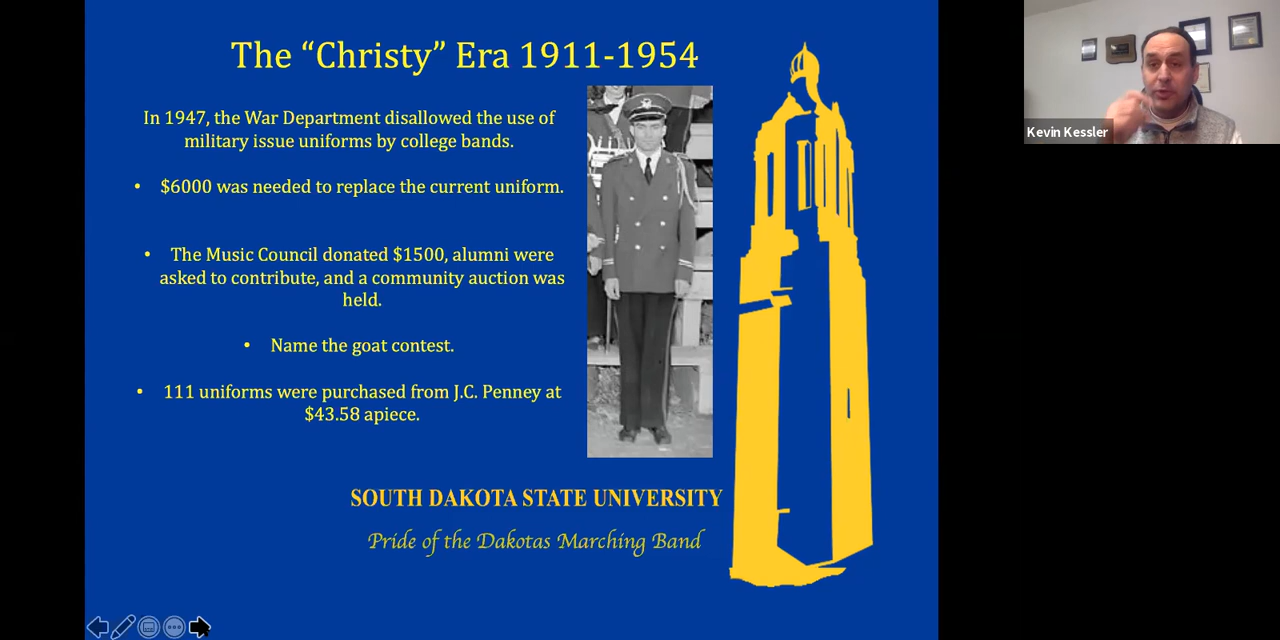 The “Christy” Era 1911-1954
In 1947, the War Department disallowed the use of
military issue uniforms by college bands.
• $6000 was needed to replace the current uniform.
• The Music Council donated $1500, alumni were
asked to contribute, and a community auction was
held.
• Name the goat contest.
• 111 uniforms were purchased from J.C. Penney at
$43.58 apiece.
SOUTH DAKOTA STATE UNIVERSITY
Pride of the Dakotas Marching Band
Kevin Kessler